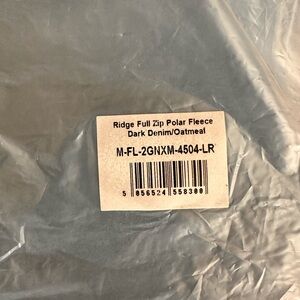 Ridge Full Zip Polar Fleece
Dark Denim/Oatmeal
M-FL-2GNXM-4504-LR
5 056524 558300